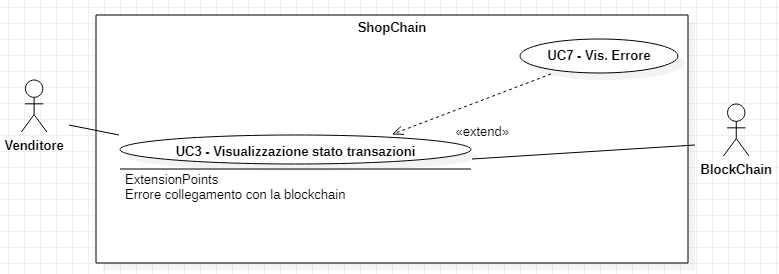 ShopChain
UC7 - Vis. Errore
«extend»
Venditore
UC3 - Visualizzazione stato transazioni
BlockChain
ExtensionPoints
Errore collegamento con la blockchain